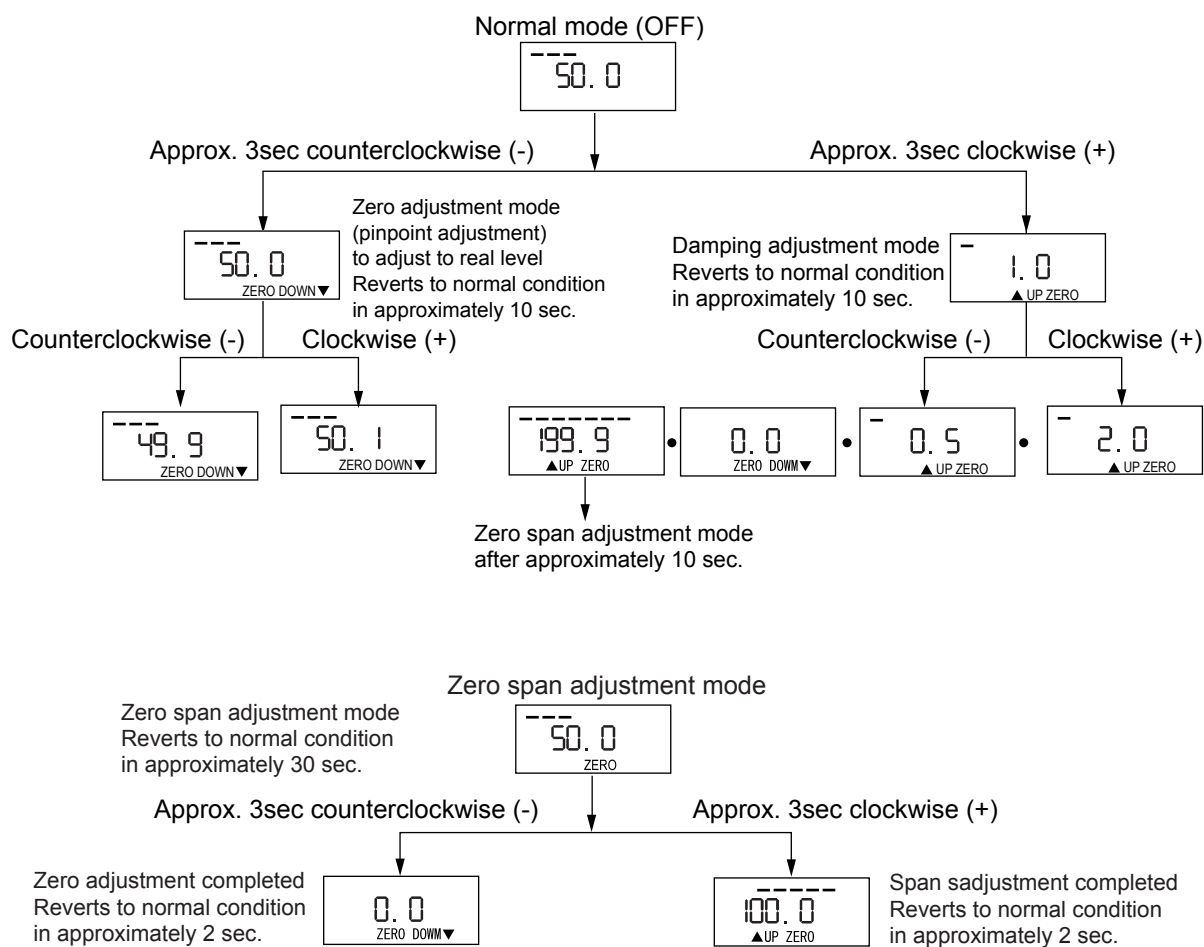 Normal mode (OFF)
50.0
Approx. 3sec counterclockwise (-)
Approx. 3sec clockwise (+)
50.0
ZERO DOWN▼
Zero adjustment mode
(pinpoint adjustment)
to adjust to real level
Reverts to normal condition
in approximately 10 sec.
Damping adjustment mode
Reverts to normal condition
in approximately 10 sec.
1.0
▲ UP ZERO
Counterclockwise (-)
Clockwise (+)
Counterclockwise (-)
Clockwise (+)
49.9
ZERO DOWN▼
50.1
ZERO DOWN▼
199.9
▲UP ZERO
0.0
ZERO DOWM▼
0.5
▲ UP ZERO
2.0
▲ UP ZERO
Zero span adjustment mode
after approximately 10 sec.
Zero span adjustment mode
Zero span adjustment mode
Reverts to normal condition
in approximately 30 sec.
50.0
ZERO
Approx. 3sec counterclockwise (-)
Approx. 3sec clockwise (+)
Zero adjustment completed
Reverts to normal condition
in approximately 2 sec.
0.0
ZERO DOWM▼
100.0
▲UP ZERO
Span sadjustment completed
Reverts to normal condition
in approximately 2 sec.